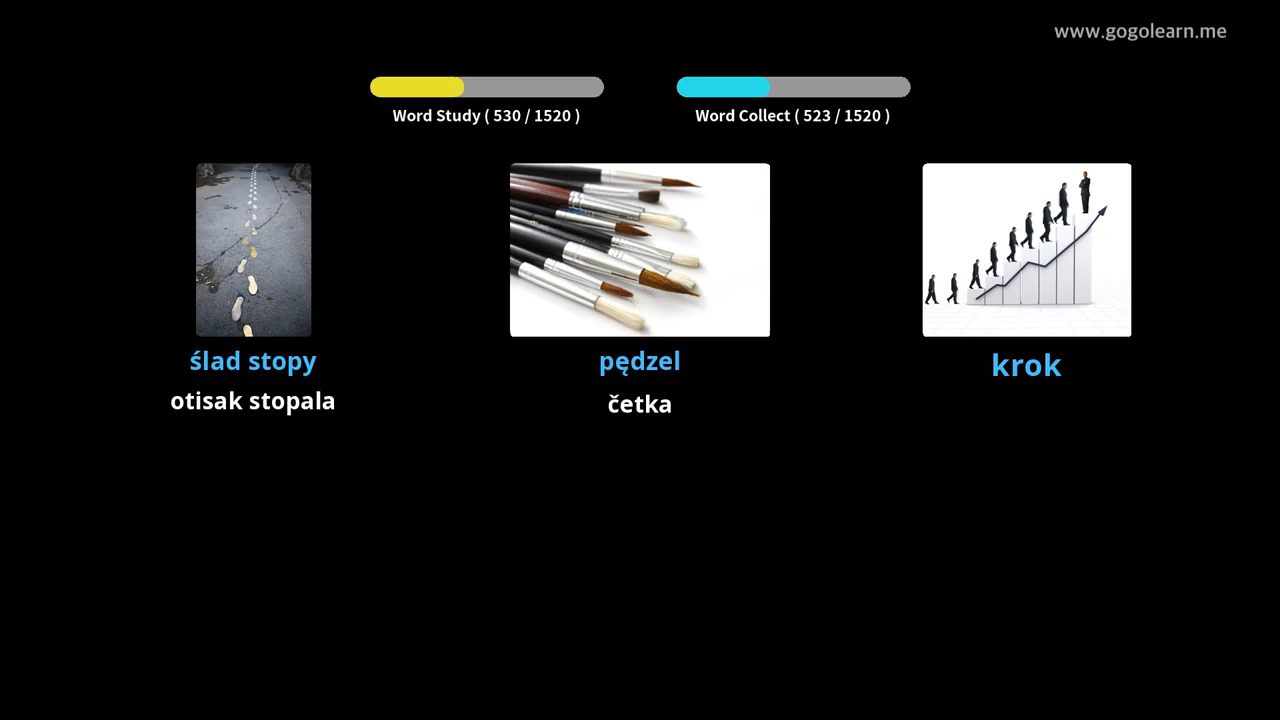 www.gogolearn.me
Word Study ( 530 / 1520 )
Word Collect ( 523 / 1520 )
ślad stopy
pędzel
krok
otisak stopala
četka